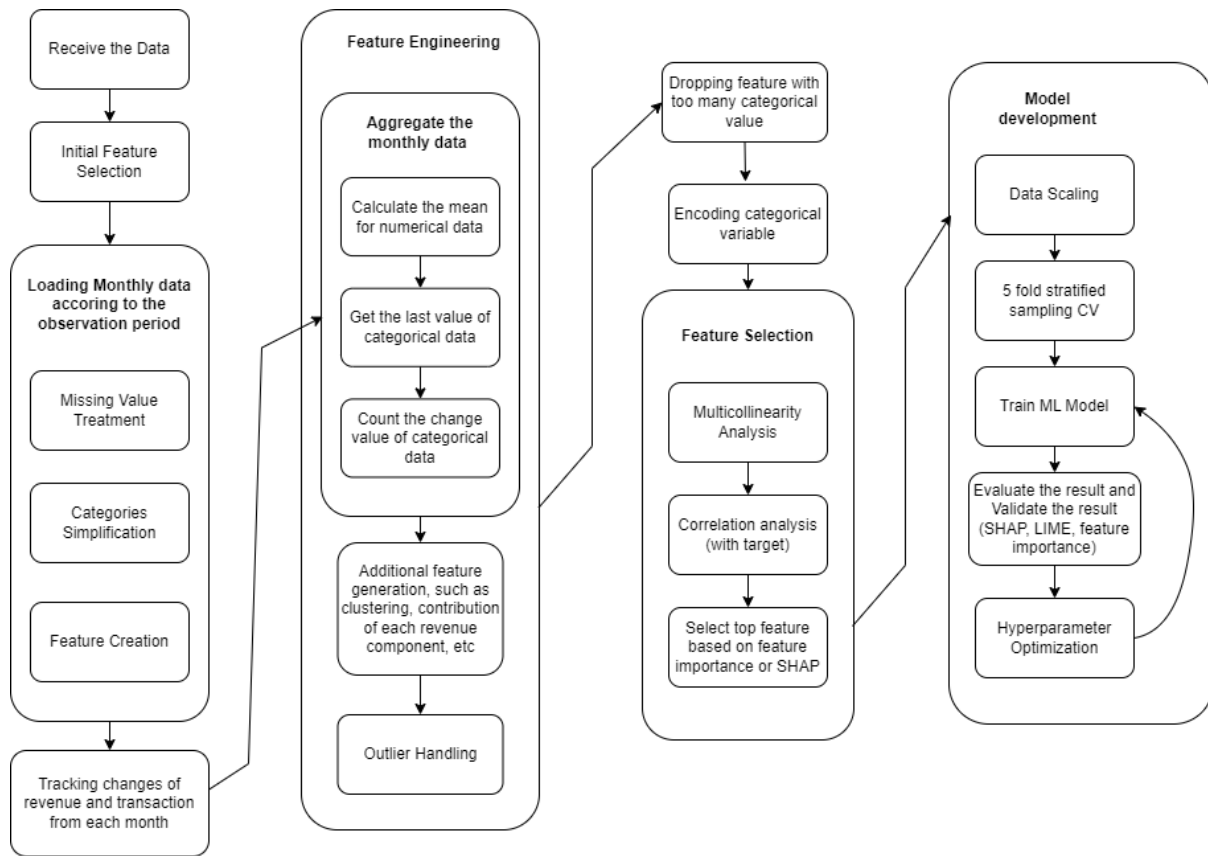 Receive the Data
Initial Feature
Selection
Loading Monthly data
accoring to the
observation period
Missing Value
Treatment
Categories
Simplification
Feature Creation
Tracking changes of
revenue and transaction
from each month
Feature Engineering
Aggregate the
monthly data
Calculate the mean
for numerical data
Get the last value of
categorical data
Count the change
value of categorical
data
Additional feature
generation, such as
clustering, contribution
of each revenue
component, etc
Outlier Handling
Dropping feature with
too many categorical
value
Encoding categorical
variable
Feature Selection
Multicollinearity
Analysis
Correlation analysis
(with target)
Select top feature
based on feature
importance or SHAP
Model
development
Data Scaling
5 fold stratified
sampling CV
Train ML Model
Evaluate the result and
Validate the result
(SHAP, LIME, feature
importance)
Hyperparameter
Optimization